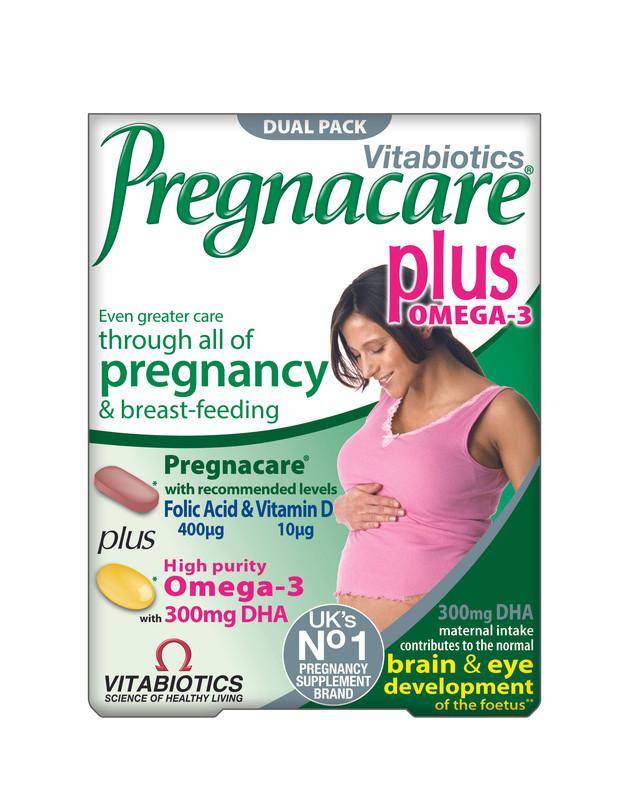 DUAL PACK
Vitabiotics
Pregnacare®
plus
OMEGA-3
Even greater care
through all of
pregnancy
& breast-feeding
Pregnacare®
* with recommended levels
Folic Acid & Vitamin D
400µg 10µg
plus
High purity
* Omega-3
with 300mg DHA
UK's
Nº1
PREGNANCY
SUPPLEMENT
BRAND
300mg DHA
maternal intake
contributes to the normal
brain & eye
development
of the foetus**
VITABIOTICS
SCIENCE OF HEALTHY LIVING